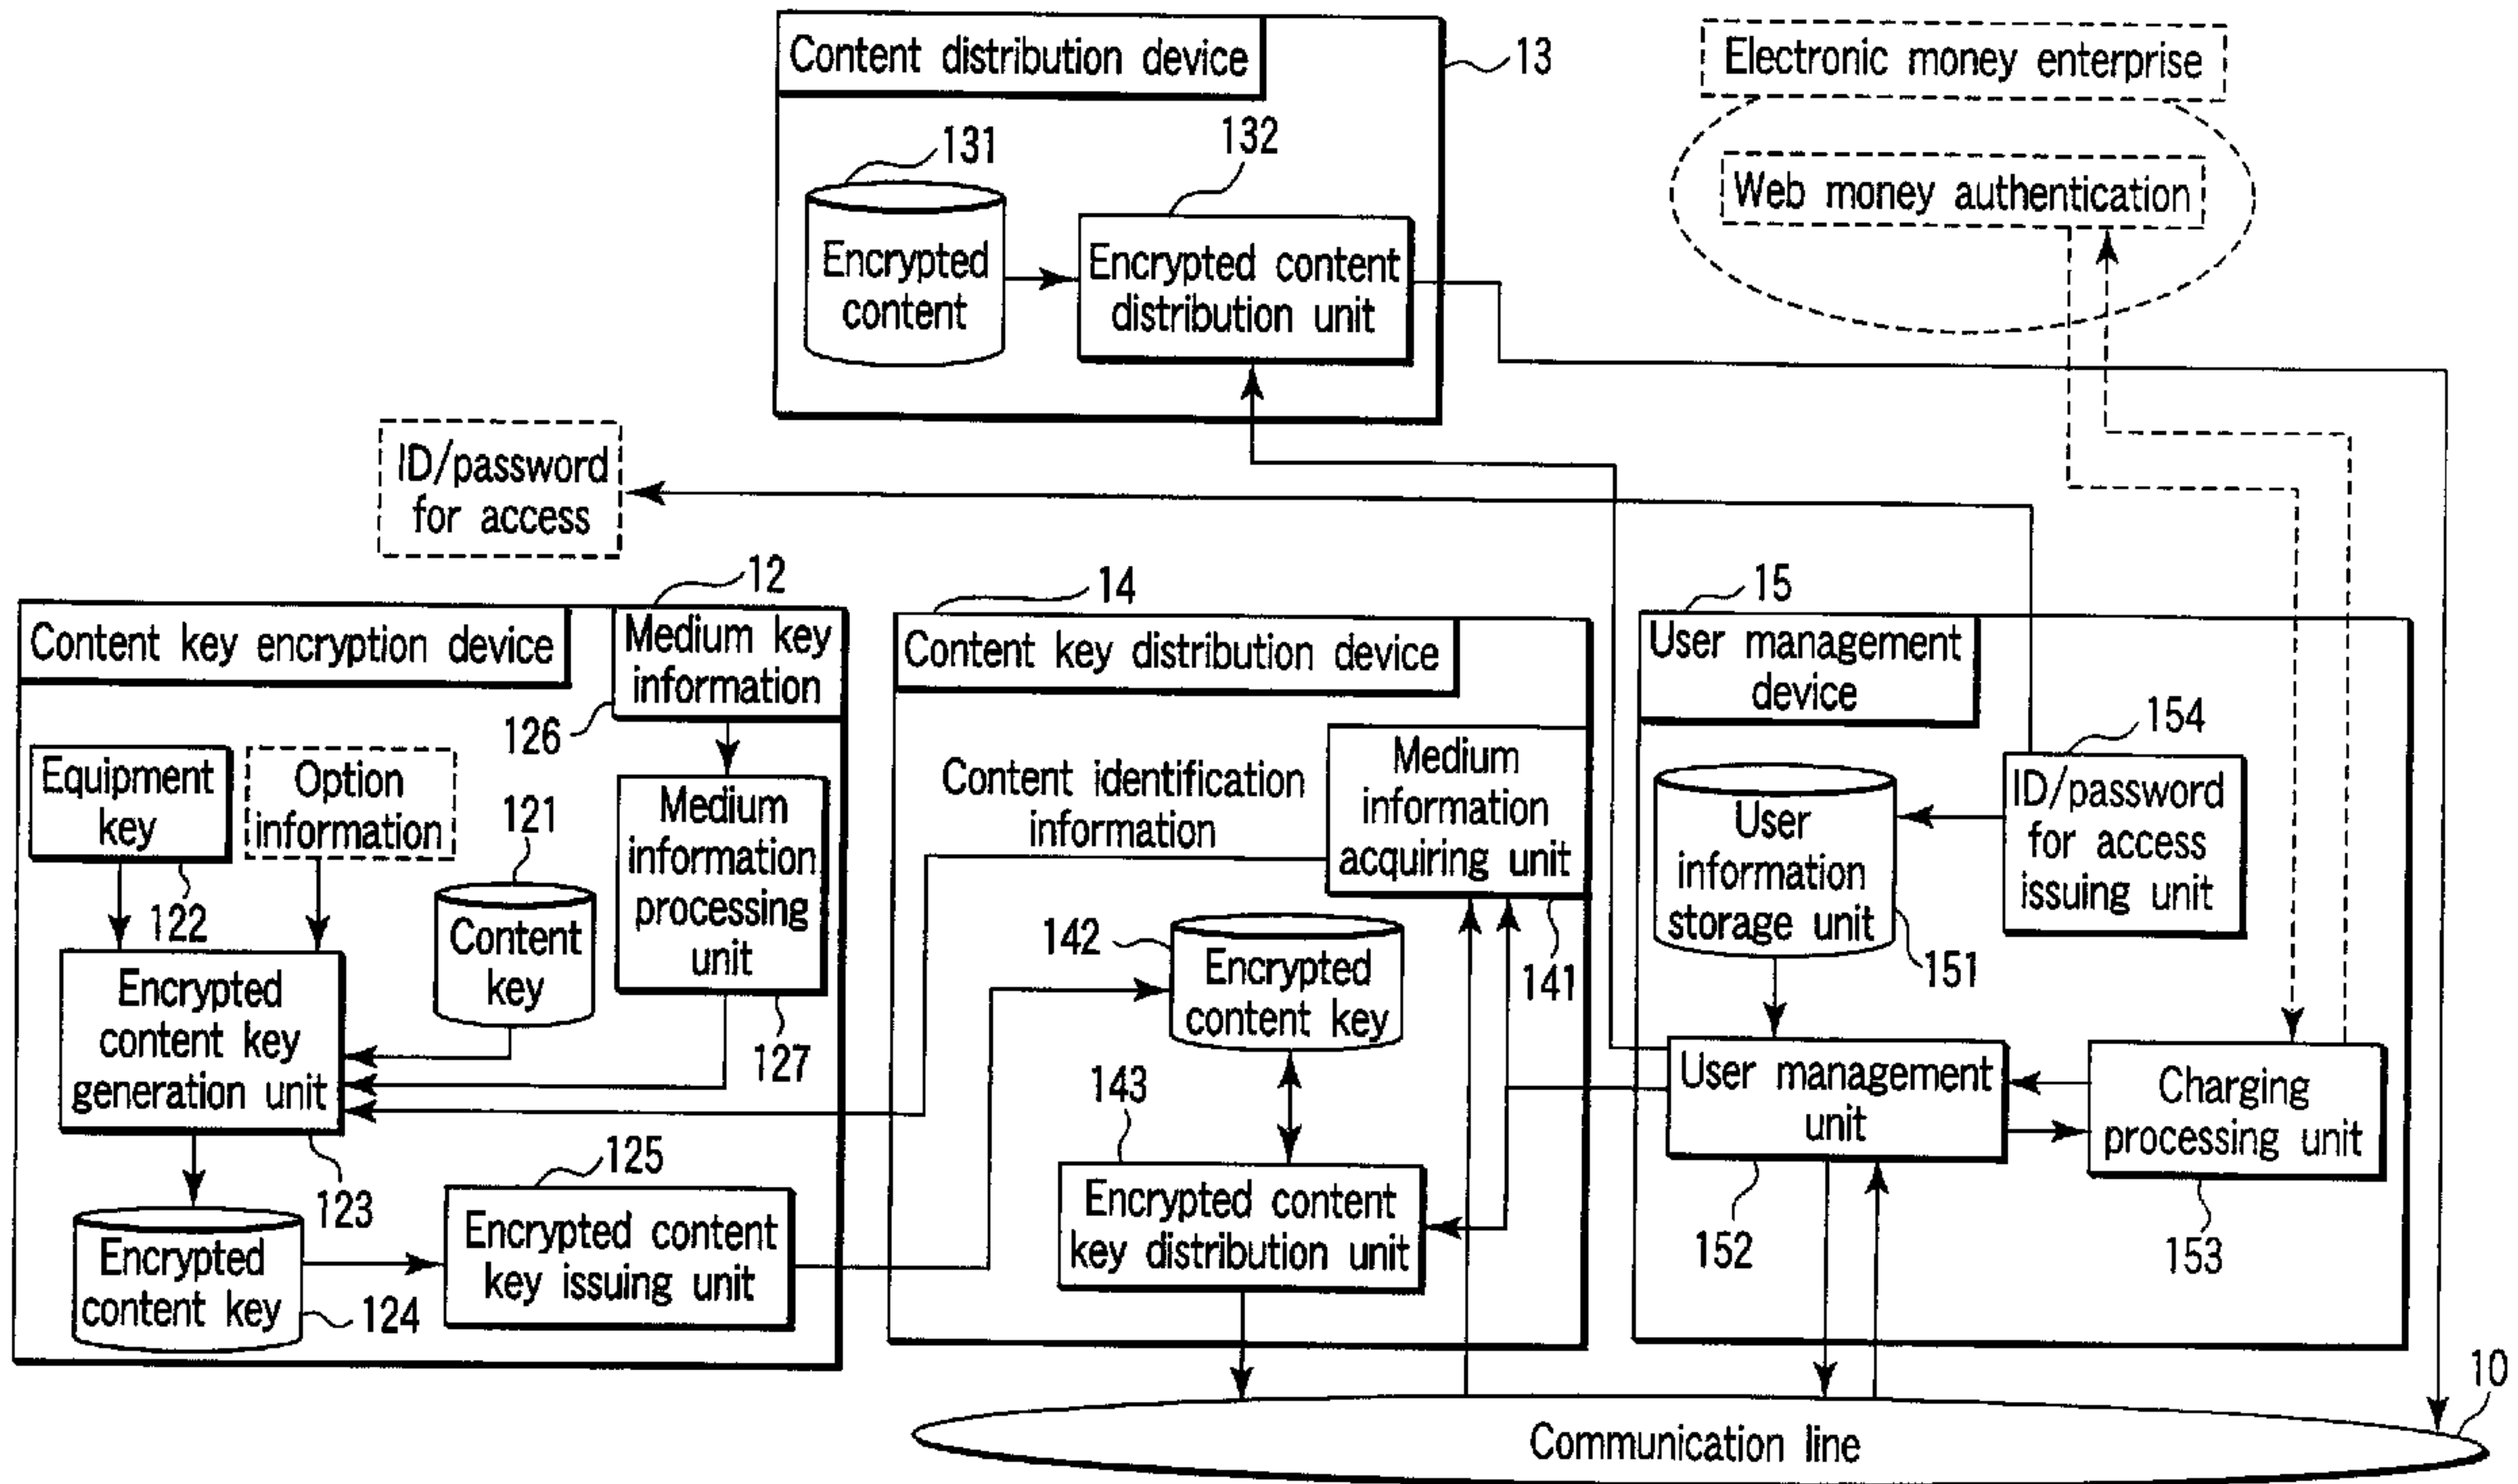 Content distribution device
13
131
132
Encrypted
content
Encrypted content
distribution unit
Electronic money enterprise
Web money authentication
ID/password
for access
12
Content key encryption device
Medium key
information
126
Equipment
key
122
Option
information
121
Content
key
Medium
information
processing
unit
127
Encrypted
content key
generation unit
123
Encrypted
content key
124
125
Encrypted content
key issuing unit
14
Content key distribution device
Content identification
information
Medium
information
acquiring unit
141
142
Encrypted
content key
143
Encrypted content
key distribution unit
15
User management
device
154
ID/password
for access
issuing unit
User
information
storage unit
151
User management
unit
152
Charging
processing unit
153
10
Communication line